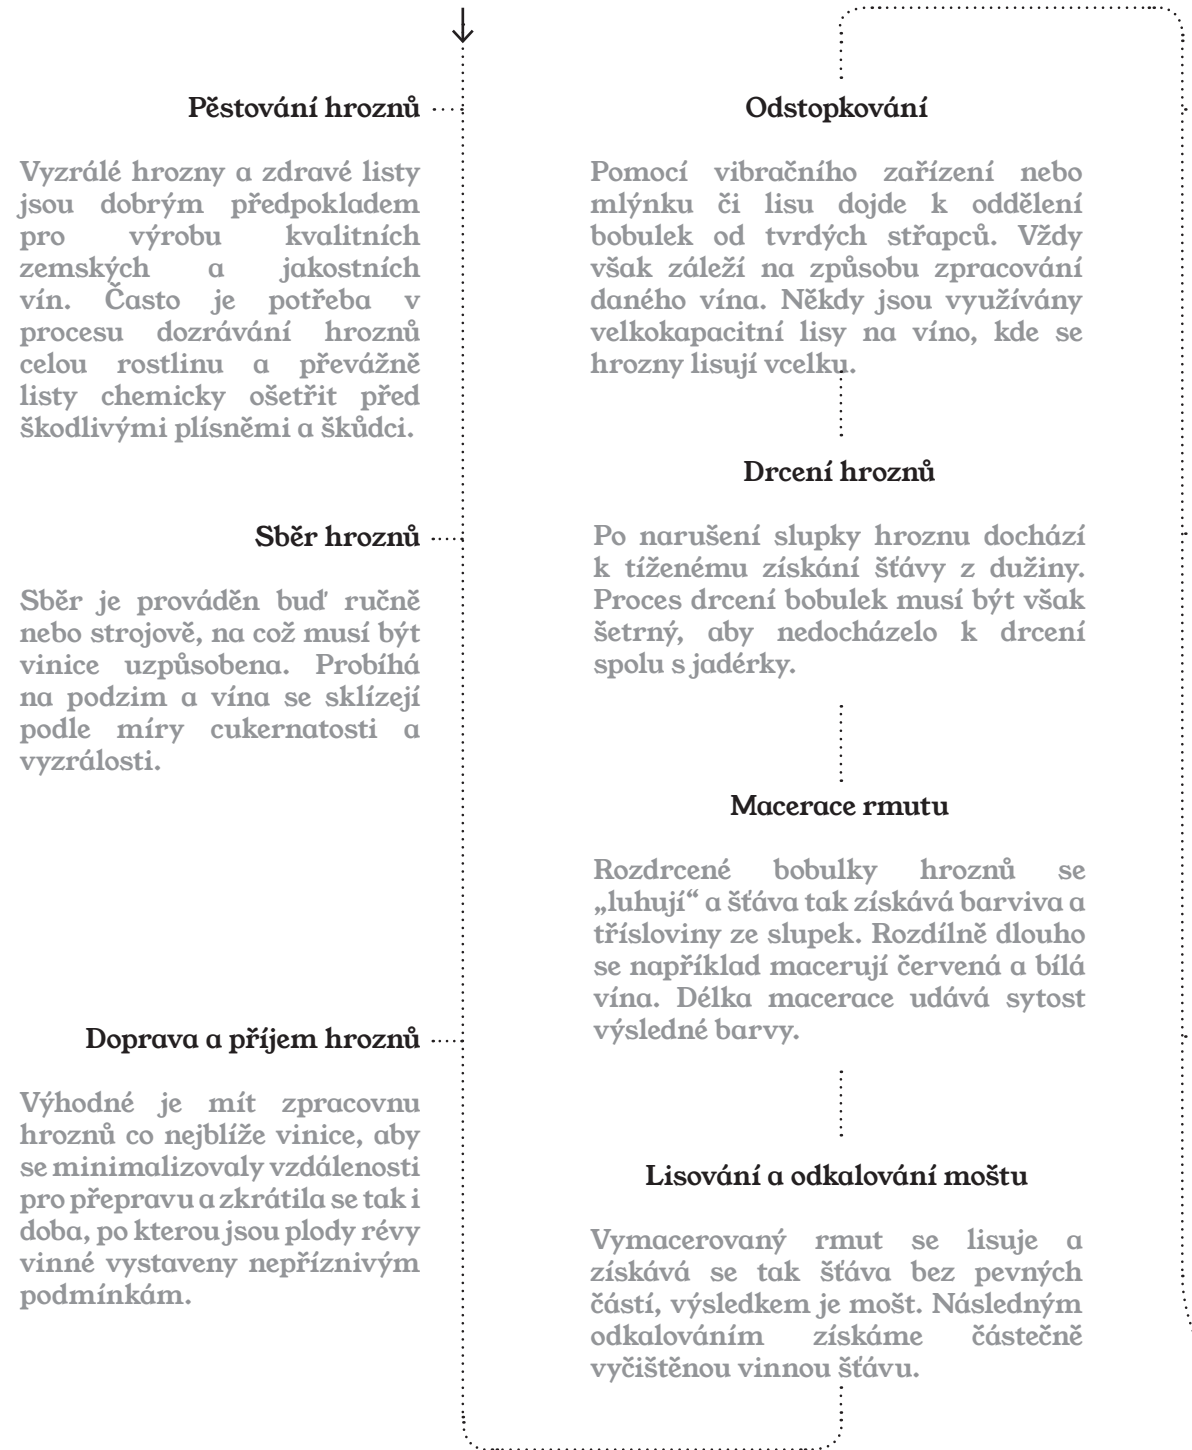 Pěstování hroznů
Vyzrálé hrozny a zdravé listy
jsou dobrým předpokladem
pro výrobu kvalitních
zemských a jakostních
vín. Často je potřeba v
procesu dozrávání hroznů
celou rostlinu a převážně
listy chemicky ošetřit před
škodlivými plísněmi a škůdci.
Sběr hroznů
Sběr je prováděn buď ručně
nebo strojově, na což musí být
vinice uzpůsobena. Probíhá
na podzim a vína se sklízejí
podle míry cukernatosti a
vyzrálosti.
Doprava a příjem hroznů
Výhodné je mít zpracovnu
hroznů co nejblíže vinice, aby
se minimalizovaly vzdálenosti
pro přepravu a zkrátila se tak i
doba, po kterou jsou plody révy
vinné vystaveny nepříznivým
podmínkám.
Odstopkování
Pomocí vibračního zařízení nebo
mlýnku či lisu dojde k oddělení
bobulek od tvrdých střapců. Vždy
však záleží na způsobu zpracování
daného vína. Někdy jsou využívány
velkokapacitní lisy na víno, kde se
hrozny lisují vcelku.
Drcení hroznů
Po narušení slupky hroznu dochází
k tíženému získání šťávy z dužiny.
Proces drcení bobulek musí být však
šetrný, aby nedocházelo k drcení
spolu s jadérky.
Macerace rmutu
Rozdrcené bobulky hroznů se
„luhují“ a šťáva tak získává barviva a
třísloviny ze slupek. Rozdílně dlouho
se například macerují červená a bílá
vína. Délka macerace udává sytost
výsledné barvy.
Lisování a odkalování moštu
Vymacerovaný rmut se lisuje a
získává se tak šťáva bez pevných
částí, výsledkem je mošt. Následným
odkalováním získáme částečně
vyčištěnou vinnou šťávu.